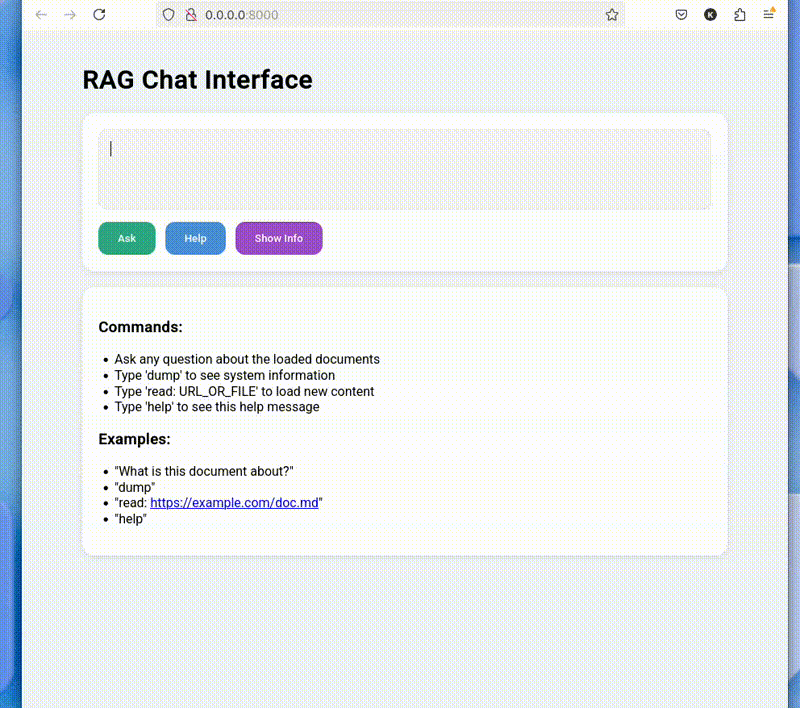 0.0.0.0:8000
K
RAG Chat Interface
Ask
Help
Show Info
Commands:
Ask any question about the loaded documents
Type 'dump' to see system information
Type 'read: URL_OR_FILE' to load new content
Type 'help' to see this help message
Examples:
"What is this document about?"
"dump"
"read: https://example.com/doc.md"
"help"